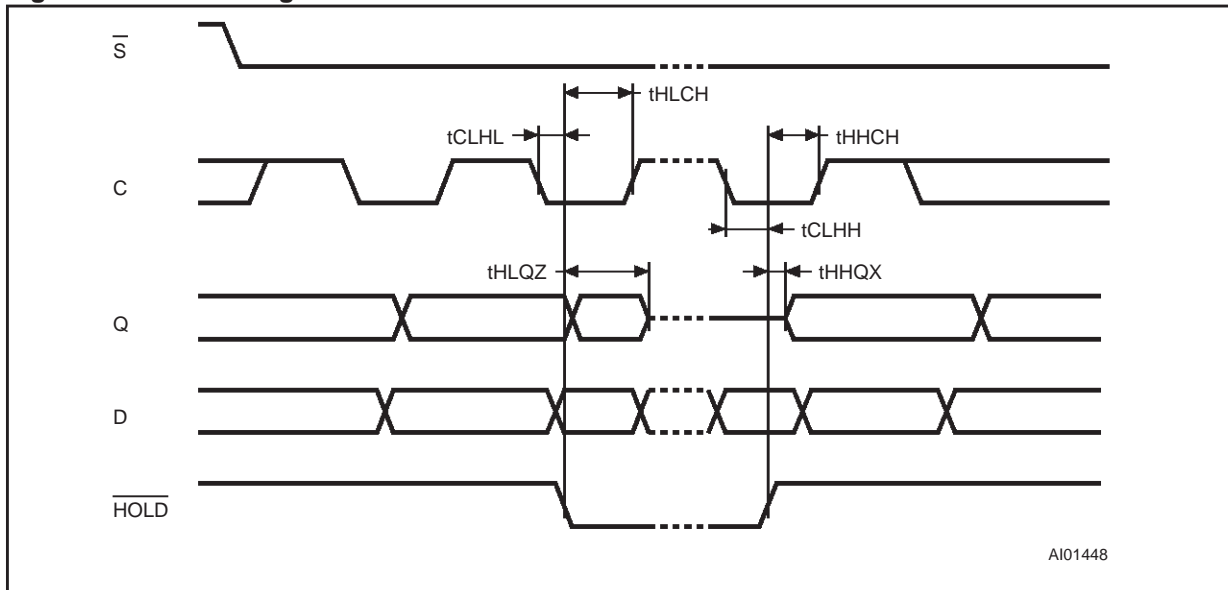 S
tHLCH
tCLHL
tHHCH
C
tCLHH
tHLQZ
tHHQX
Q
D
HOLD
AI01448